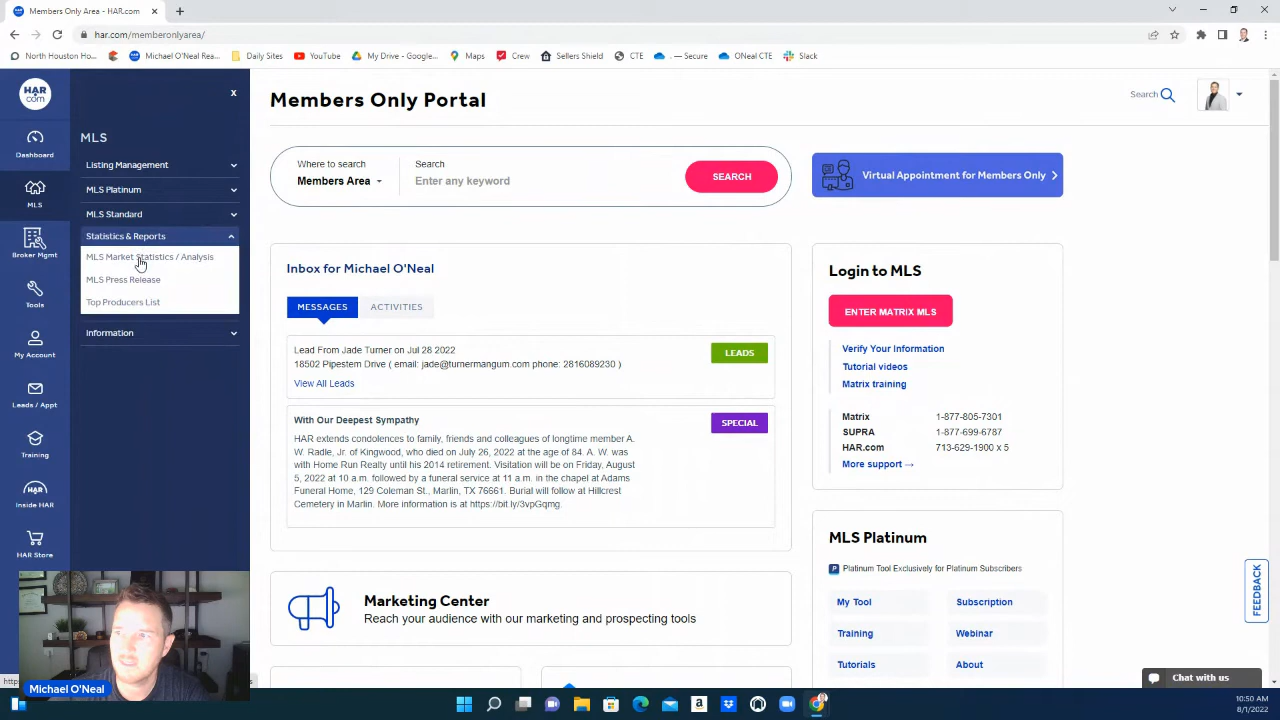 Members Only Area - HAR.com
har.com/memberonlyarea/
North Houston Ho...
Michael O'Neal Rea...
Daily Sites
YouTube
My Drive - Google...
Maps
Crew
Sellers Shield
CTE
. — Secure
ONeal CTE
Slack
HAR
com
Dashboard
MLS
Broker Mgmt
Tools
My Account
Leads / Appt
Training
HAR
Inside HAR
HAR Store
X
MLS
Listing Management
MLS Platinum
MLS Standard
Statistics & Reports
MLS Market Statistics / Analysis
MLS Press Release
Top Producers List
Information
Members Only Portal
Search
Where to search
Members Area
Search
Enter any keyword
SEARCH
Virtual Appointment for Members Only
Inbox for Michael O'Neal
MESSAGES
ACTIVITIES
Lead From Jade Turner on Jul 28 2022
18502 Pipestem Drive ( email: jade@turnermangum.com phone: 2816089230 )
View All Leads
LEADS
With Our Deepest Sympathy
SPECIAL
HAR extends condolences to family, friends and colleagues of longtime member A.
W. Radle, Jr. of Kingwood, who died on July 26, 2022 at the age of 84. A. W. was
with Home Run Realty until his 2014 retirement. Visitation will be on Friday, August
5, 2022 at 10 a.m. followed by a funeral service at 11 a.m. in the chapel at Adams
Funeral Home, 129 Coleman St., Marlin, TX 76661. Burial will follow at Hillcrest
Cemetery in Marlin. More information is at https://bit.ly/3vpGqmg.
Marketing Center
Reach your audience with our marketing and prospecting tools
Login to MLS
ENTER MATRIX MLS
Verify Your Information
Tutorial videos
Matrix training
Matrix 1-877-805-7301
SUPRA 1-877-699-6787
HAR.com 713-629-1900 x 5
More support
MLS Platinum
Platinum Tool Exclusively for Platinum Subscribers
My Tool
Subscription
Training
Webinar
Tutorials
About
FEEDBACK
Chat with us
Michael O'Neal
10:50 AM
8/1/2022